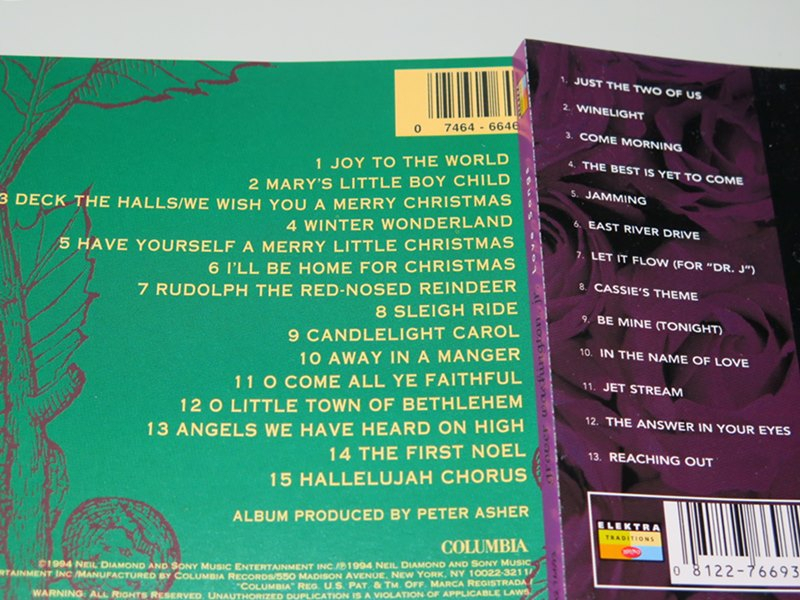 0 7464 - 6646
1 JOY TO THE WORLD
2 MARY'S LITTLE BOY CHILD
3 DECK THE HALLS/WE WISH YOU A MERRY CHRISTMAS
4 WINTER WONDERLAND
5 HAVE YOURSELF A MERRY LITTLE CHRISTMAS
6 I'LL BE HOME FOR CHRISTMAS
7 RUDOLPH THE RED-NOSED REINDEER
8 SLEIGH RIDE
9 CANDLELIGHT CAROL
10 AWAY IN A MANGER
11 O COME ALL YE FAITHFUL
12 O LITTLE TOWN OF BETHLEHEM
13 ANGELS WE HAVE HEARD ON HIGH
14 THE FIRST NOEL
15 HALLELUJAH CHORUS
ALBUM PRODUCED BY PETER ASHER
COLUMBIA
©1994 NEIL DIAMOND AND SONY MUSIC ENTERTAINMENT INC./℗1994 NEIL DIAMOND AND SONY MUSIC
ERTAINMENT INC/MANUFACTURED BY COLUMBIA RECORDS/550 MADISON AVENUE, NEW YORK, NY 10022-3211/
"COLUMBIA" REG. U.S. PAT. & TM. OFF. MARCA REGISTRADA
WARNING: ALL RIGHTS RESERVED. UNAUTHORIZED DUPLICATION IS A VIOLATION OF APPLICABLE LAWS.
grover washington, jr.
1. JUST THE TWO OF US
2. WINELIGHT
3. COME MORNING
4. THE BEST IS YET TO COME
5. JAMMING
6. EAST RIVER DRIVE
7. LET IT FLOW (FOR "DR. J")
8. CASSIE'S THEME
9. BE MINE (TONIGHT)
10. IN THE NAME OF LOVE
11. JET STREAM
12. THE ANSWER IN YOUR EYES
13. REACHING OUT
ELEKTRA
TRADITIONS
RHINO
0 8122-76693